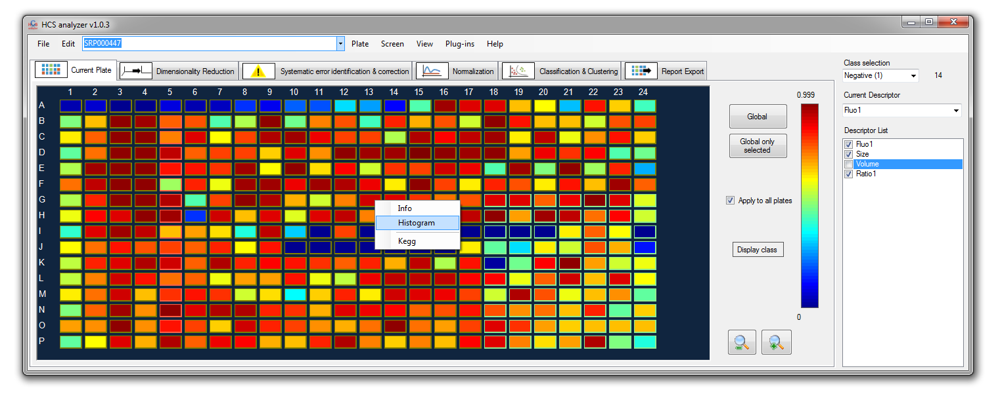 HCS analyzer v1.0.3
File Edit SRP000447 Plate Screen View Plug-ins Help
Current Plate Dimensionality Reduction Systematic error identification & correction Normalization Classification & Clustering Report Export
Class selection
Negative (1) 14
Current Descriptor
Fluo1
Descriptor List
Fluo1
Size
Volume
Ratio1
1 2 3 4 5 6 7 8 9 10 11 12 13 14 15 16 17 18 19 20 21 22 23 24
A
B
C
D
E
F
G
H
I
J
K
L
M
N
O
P
Info
Histogram
Kegg
Global
Global only
selected
Apply to all plates
Display class
0.999
0